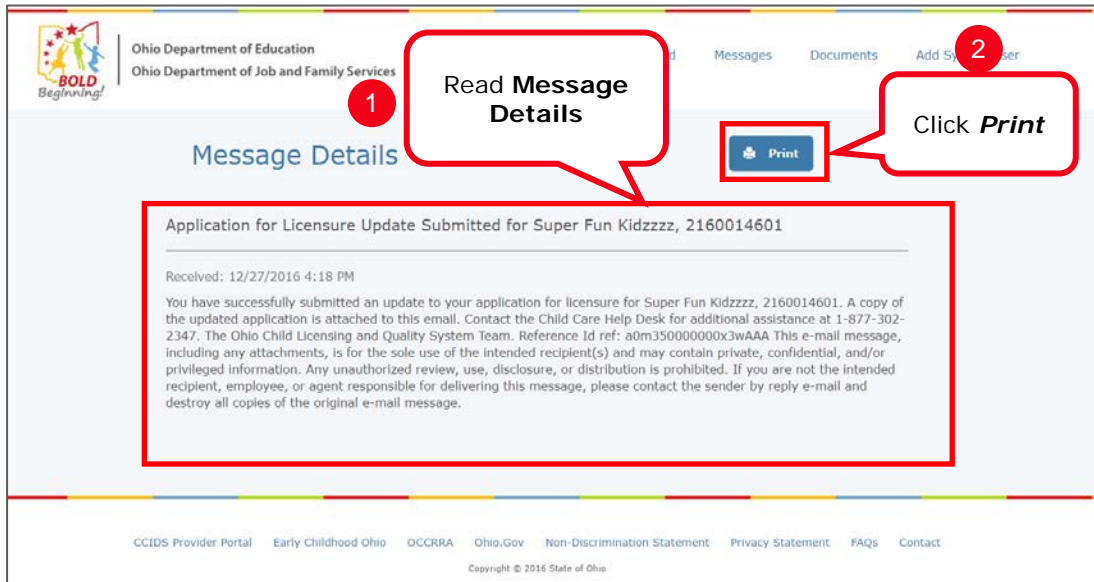 Ohio Department of Education
Ohio Department of Job and Family Services
BOLD
Beginning!
Messages Documents Add
1
Read Message
Details
2
Click Print
Message Details
Print
Application for Licensure Update Submitted for Super Fun Kidzzzz, 2160014601
Received: 12/27/2016 4:18 PM
You have successfully submitted an update to your application for licensure for Super Fun Kidzzzz, 2160014601. A copy of
the updated application is attached to this email. Contact the Child Care Help Desk for additional assistance at 1-877-302-
2347. The Ohio Child Licensing and Quality System Team. Reference Id ref: a0m350000000x3wAAA This e-mail message,
including any attachments, is for the sole use of the intended recipient(s) and may contain private, confidential, and/or
privileged information. Any unauthorized review, use, disclosure, or distribution is prohibited. If you are not the intended
recipient, employee, or agent responsible for delivering this message, please contact the sender by reply e-mail and
destroy all copies of the original e-mail message.
CCIDS Provider Portal Early Childhood Ohio OCCRRA Ohio.Gov Non-Discrimination Statement Privacy Statement FAQs Contact
Copyright © 2016 State of Ohio